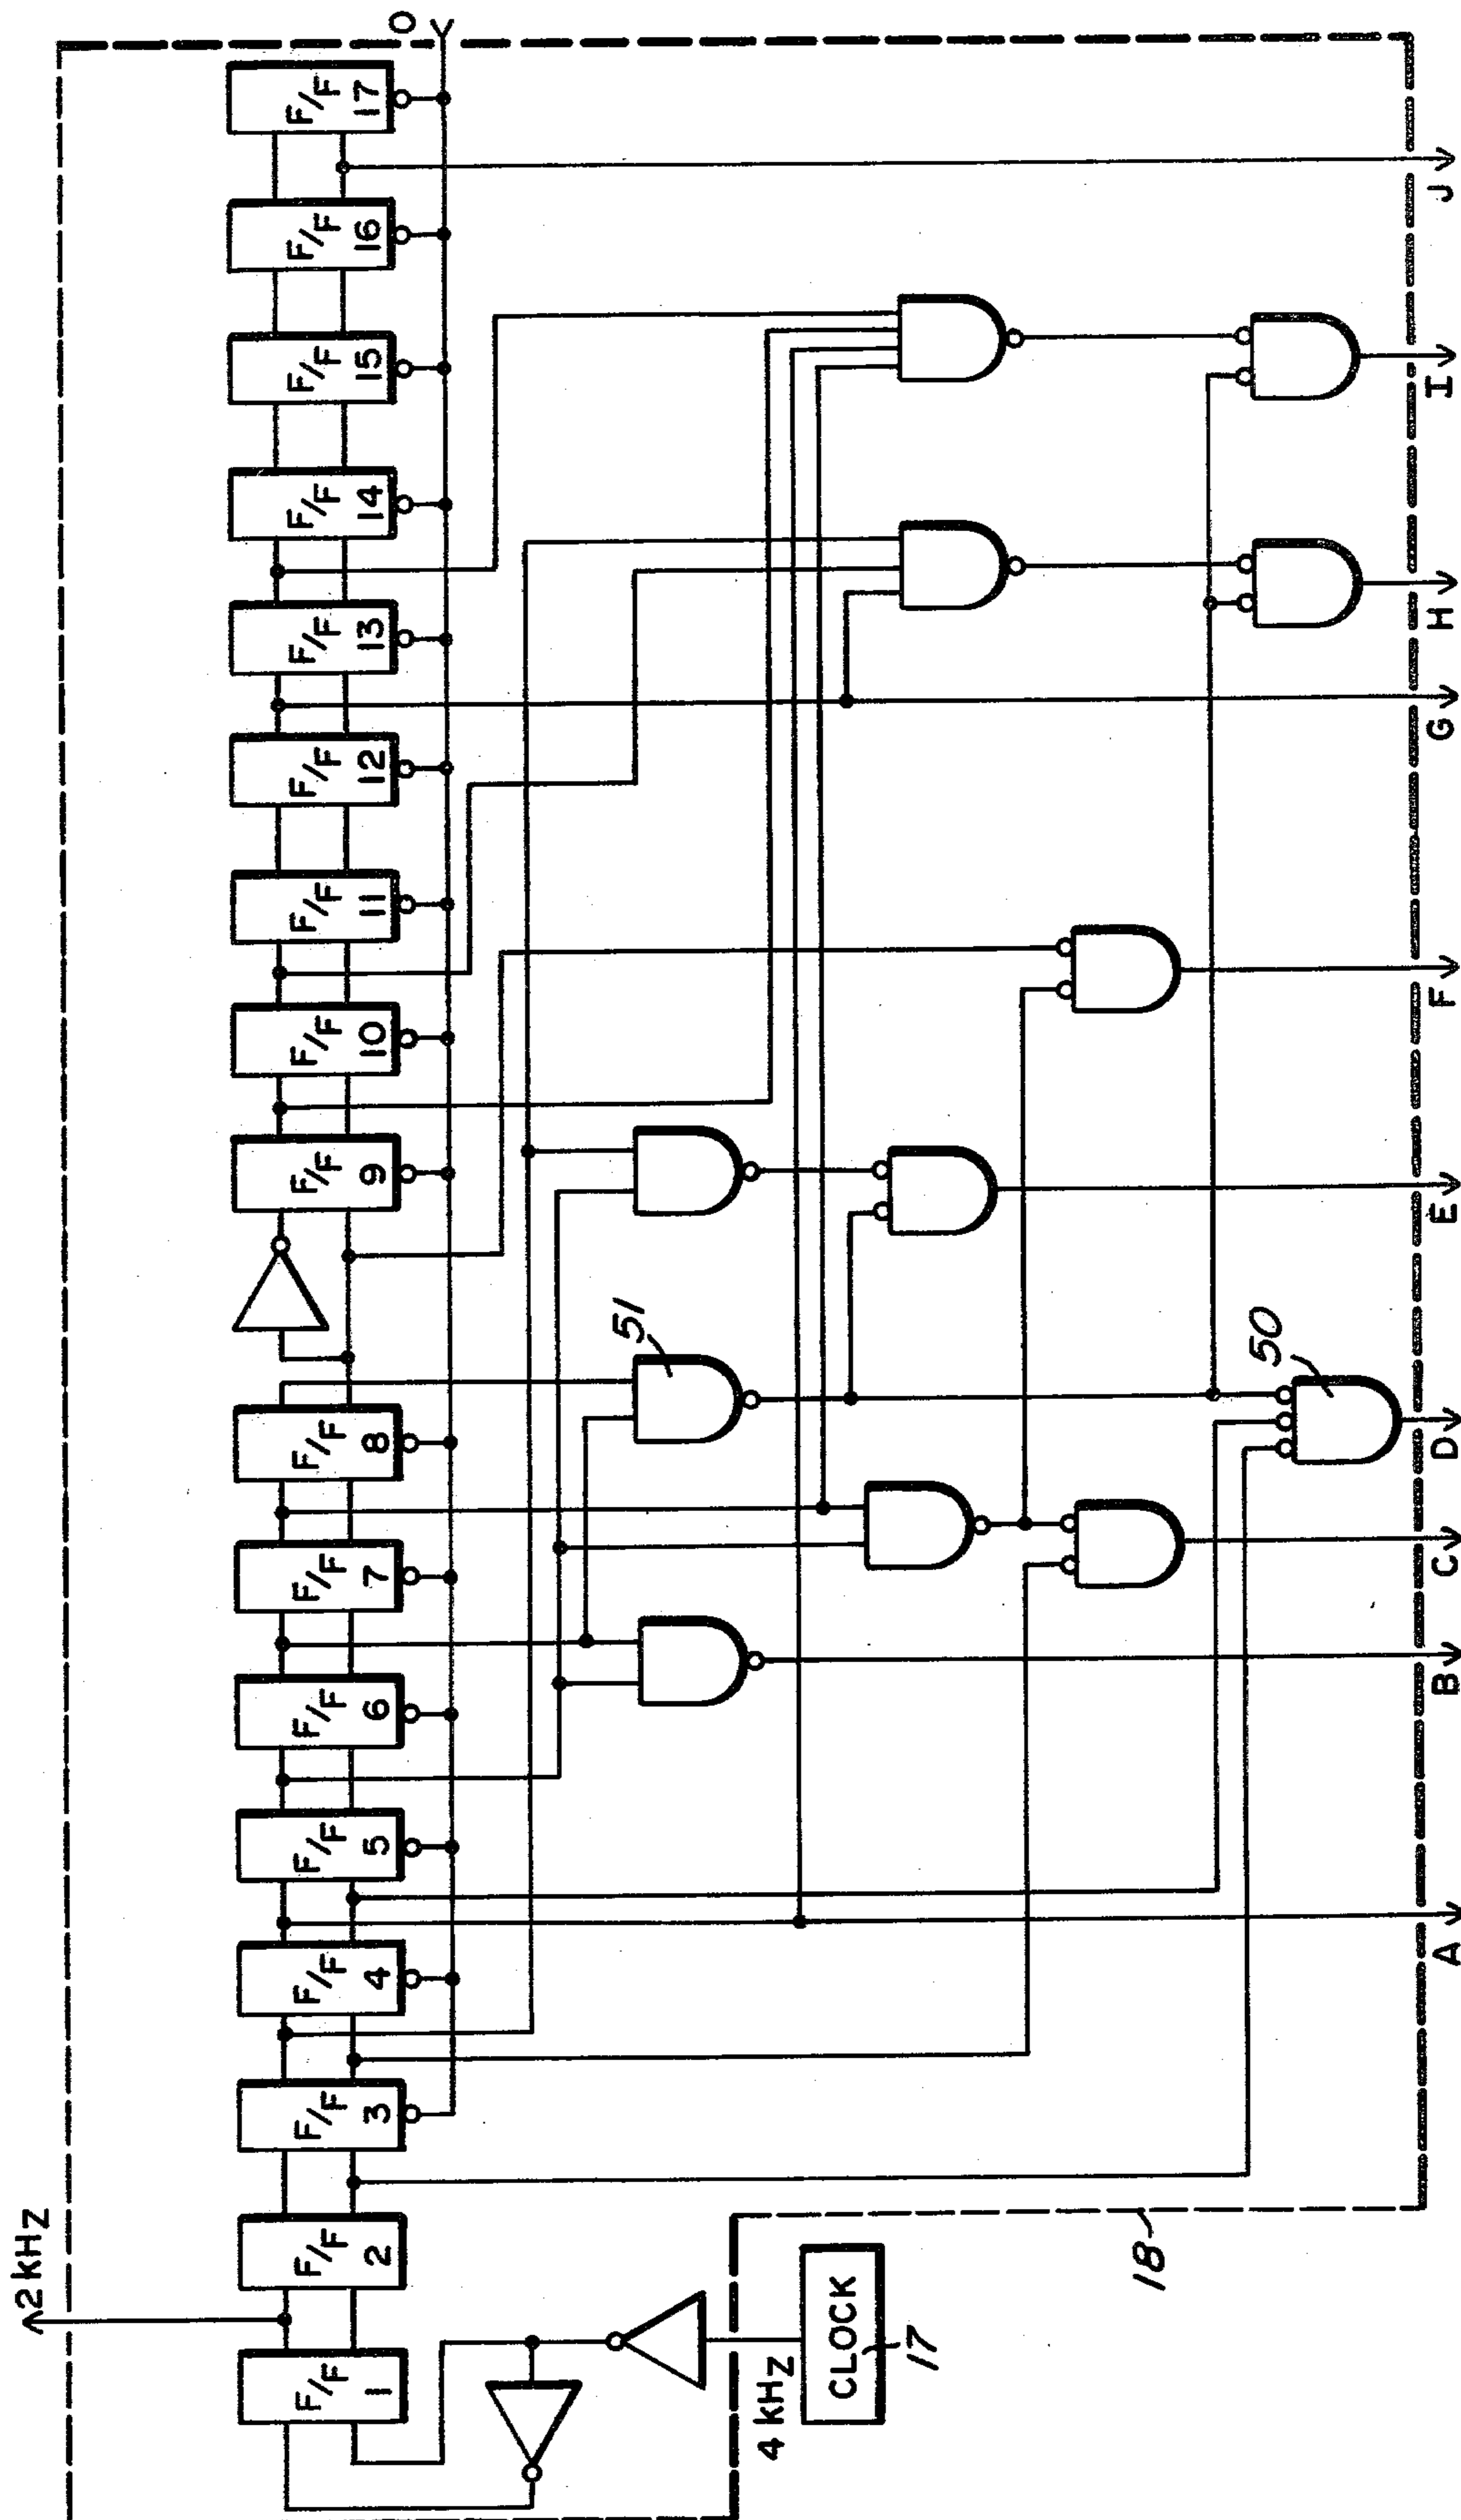 2 kHz
F/F 1
F/F 2
F/F 3
F/F 4
F/F 5
F/F 6
F/F 7
F/F 8
F/F 9
F/F 10
F/F 11
F/F 12
F/F 13
F/F 14
F/F 15
F/F 16
F/F 17
O
51
50
4 kHz
CLOCK
17
18
A
B
C
D
E
F
G
H
I
J